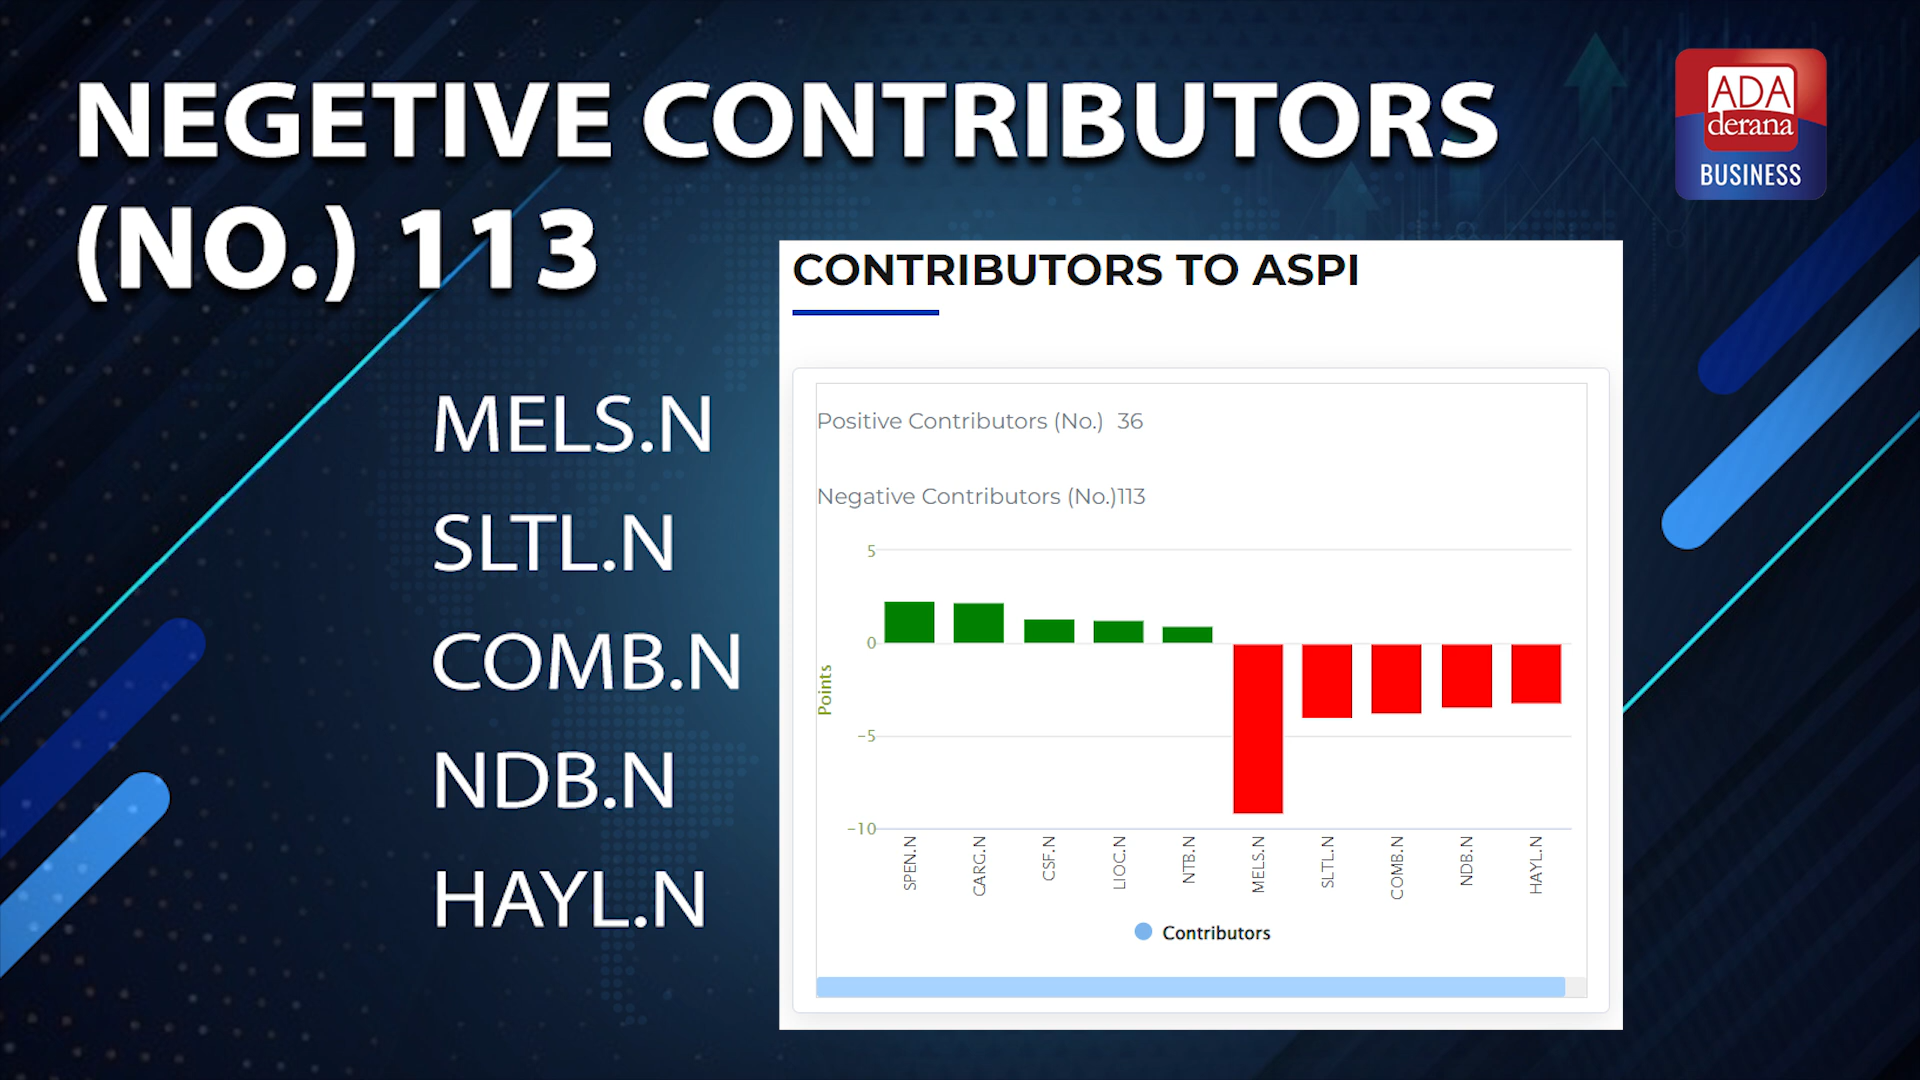 NEGETIVE CONTRIBUTORS
(NO.) 113
ADA
derana
BUSINESS
MELS.N
SLTL.N
COMB.N
NDB.N
HAYL.N
CONTRIBUTORS TO ASPI
Positive Contributors (No.) 36
Negative Contributors (No.)113
5
0
-5
-10
Points
SPEN.N
CARG.N
CSF.N
LIOC.N
NTB.N
MELS.N
SLTL.N
COMB.N
NDB.N
HAYL.N
Contributors